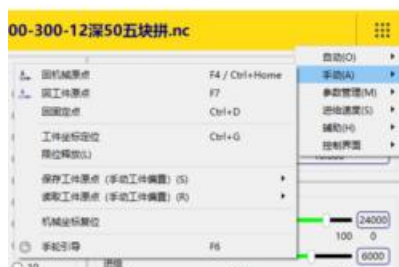 00-300-12深50五块拼.nc
自动(O)
手动(A)
参数管理(M)
进给速度(S)
辅助(H)
控制界面
回机械原点 F4 / Ctrl+Home
回工件原点 F7
回固定点 Ctrl+D
工件坐标定位 Ctrl+G
限位释放(L)
保存工件原点 (手动工件偏置) (S)
读取工件原点 (手动工件偏置) (R)
机械坐标复位
手轮引导 F6
24000
100 0
6000